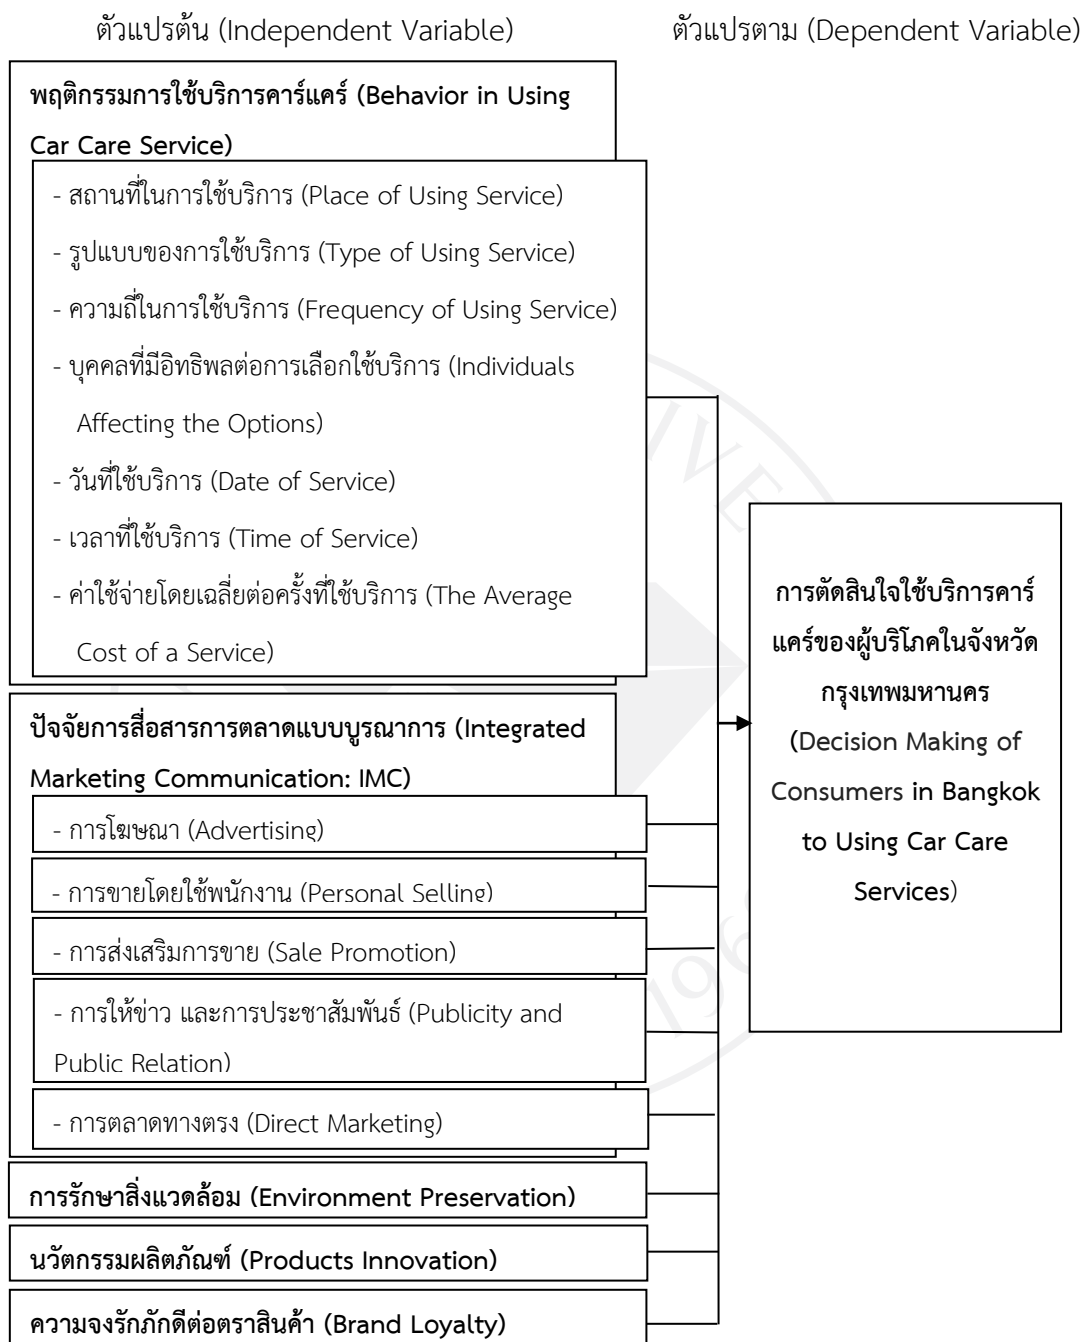 ตัวแปรต้น (Independent Variable)
ตัวแปรตาม (Dependent Variable)
พฤติกรรมการใช้บริการคาร์แคร์ (Behavior in Using
Car Care Service)
- สถานที่ในการใช้บริการ (Place of Using Service)
- รูปแบบของการใช้บริการ (Type of Using Service)
- ความถี่ในการใช้บริการ (Frequency of Using Service)
- บุคคลที่มีอิทธิพลต่อการเลือกใช้บริการ (Individuals
Affecting the Options)
- วันที่ใช้บริการ (Date of Service)
- เวลาที่ใช้บริการ (Time of Service)
- ค่าใช้จ่ายโดยเฉลี่ยต่อครั้งที่ใช้บริการ (The Average
Cost of a Service)
ปัจจัยการสื่อสารการตลาดแบบบูรณาการ (Integrated
Marketing Communication: IMC)
- การโฆษณา (Advertising)
- การขายโดยใช้พนักงาน (Personal Selling)
- การส่งเสริมการขาย (Sale Promotion)
- การให้ข่าว และการประชาสัมพันธ์ (Publicity and
Public Relation)
- การตลาดทางตรง (Direct Marketing)
การรักษาสิ่งแวดล้อม (Environment Preservation)
นวัตกรรมผลิตภัณฑ์ (Products Innovation)
ความจงรักภักดีต่อตราสินค้า (Brand Loyalty)
การตัดสินใจใช้บริการคาร์
แคร์ของผู้บริโภคในจังหวัด
กรุงเทพมหานคร
(Decision Making of
Consumers in Bangkok
to Using Car Care
Services)